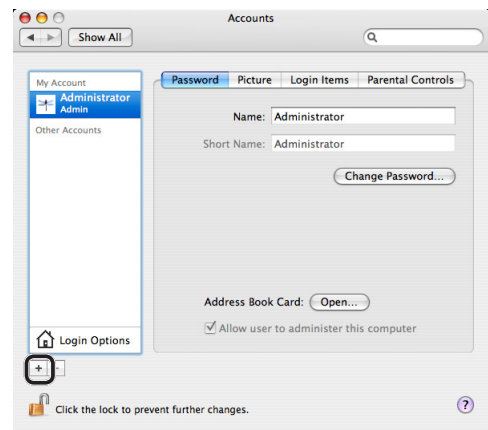 Accounts
Show All
My Account
Administrator
Admin
Other Accounts
Login Options
+ -
Password Picture Login Items Parental Controls
Name: Administrator
Short Name: Administrator
Change Password...
Address Book Card: Open...
Allow user to administer this computer
Click the lock to prevent further changes.
?